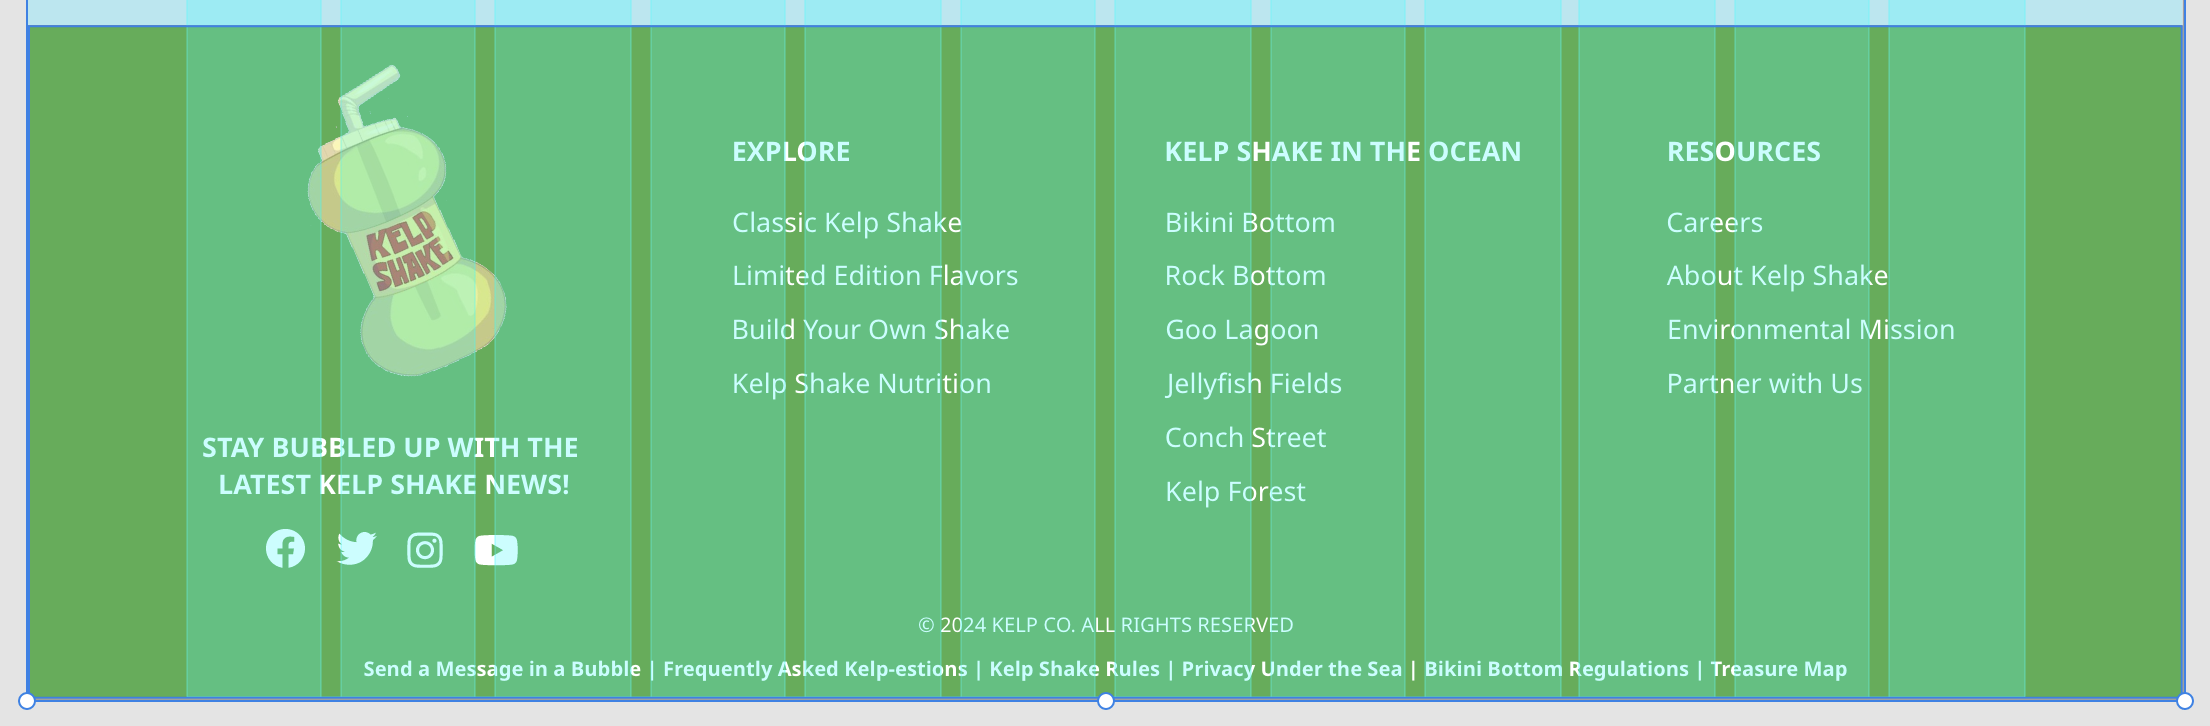 KELP
SHAKE
STAY BUBBLED UP WITH THE
LATEST KELP SHAKE NEWS!
EXPLORE
Classic Kelp Shake
Limited Edition Flavors
Build Your Own Shake
Kelp Shake Nutrition
KELP SHAKE IN THE OCEAN
Bikini Bottom
Rock Bottom
Goo Lagoon
Jellyfish Fields
Conch Street
Kelp Forest
RESOURCES
Careers
About Kelp Shake
Environmental Mission
Partner with Us
© 2024 KELP CO. ALL RIGHTS RESERVED
Send a Message in a Bubble | Frequently Asked Kelp-estions | Kelp Shake Rules | Privacy Under the Sea | Bikini Bottom Regulations | Treasure Map